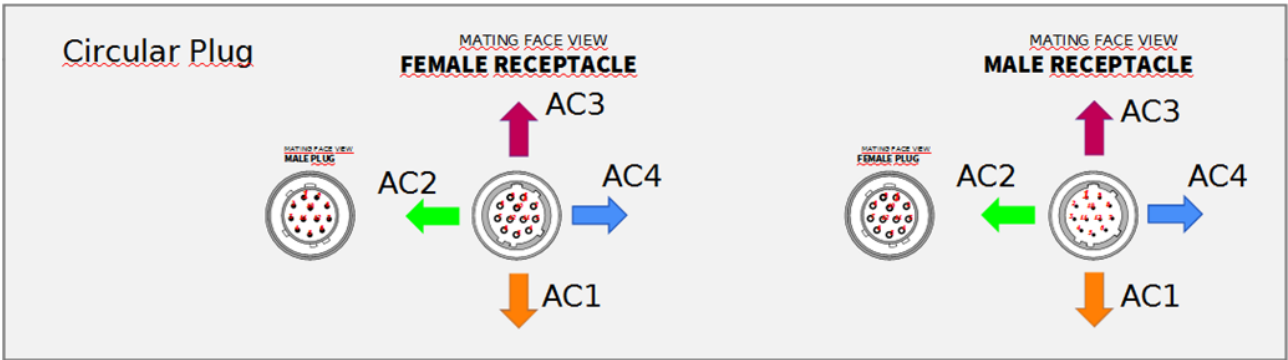 Circular Plug
MATING FACE VIEW
FEMALE RECEPTACLE
AC3
MATING FACE VIEW
MALE PLUG
AC2
AC4
AC1
MATING FACE VIEW
MALE RECEPTACLE
AC3
MATING FACE VIEW
FEMALE PLUG
AC2
AC4
AC1